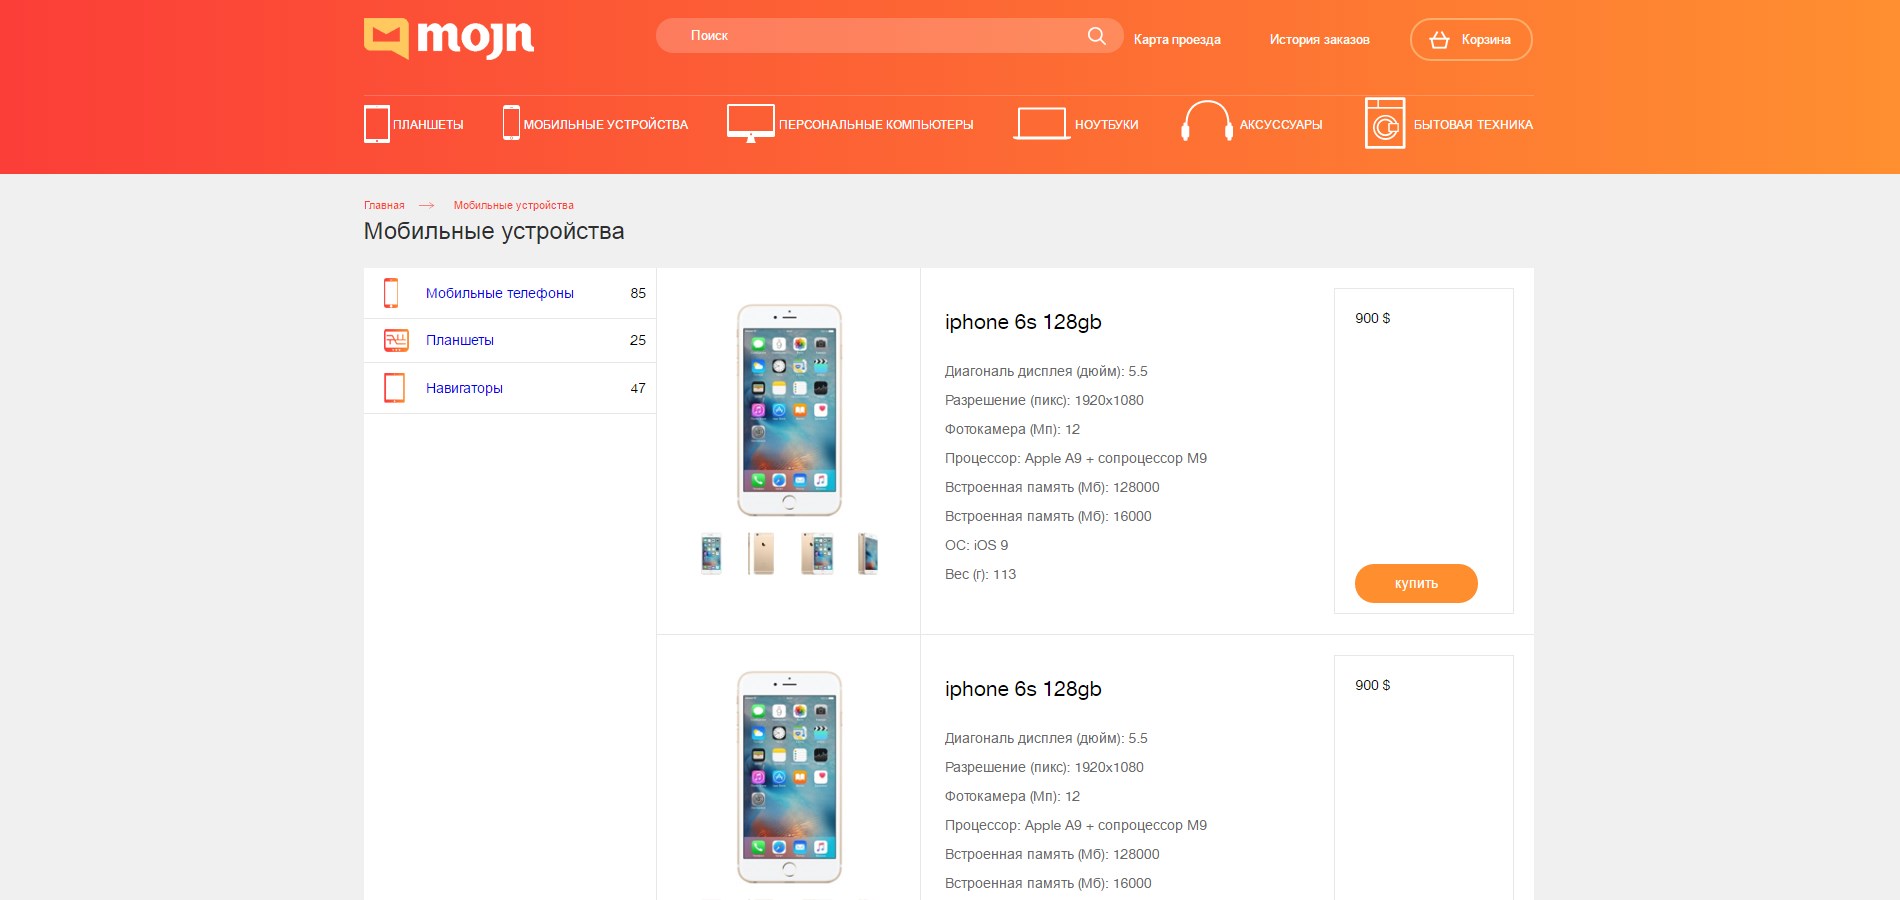 mojn
Поиск
Карта проезда
История заказов
Корзина
ПЛАНШЕТЫ
МОБИЛЬНЫЕ УСТРОЙСТВА
ПЕРСОНАЛЬНЫЕ КОМПЬЮТЕРЫ
НОУТБУКИ
АКСУССУАРЫ
БЫТОВАЯ ТЕХНИКА
Главная
Мобильные устройства
Мобильные устройства
Мобильные телефоны 85
Планшеты 25
Навигаторы 47
iphone 6s 128gb
Диагональ дисплея (дюйм): 5.5
Разрешение (пикс): 1920x1080
Фотокамера (Мп): 12
Процессор: Apple A9 + сопроцессор M9
Встроенная память (Мб): 128000
Встроенная память (Мб): 16000
ОС: iOS 9
Вес (г): 113
900 $
купить
iphone 6s 128gb
Диагональ дисплея (дюйм): 5.5
Разрешение (пикс): 1920x1080
Фотокамера (Мп): 12
Процессор: Apple A9 + сопроцессор M9
Встроенная память (Мб): 128000
Встроенная память (Мб): 16000
900 $